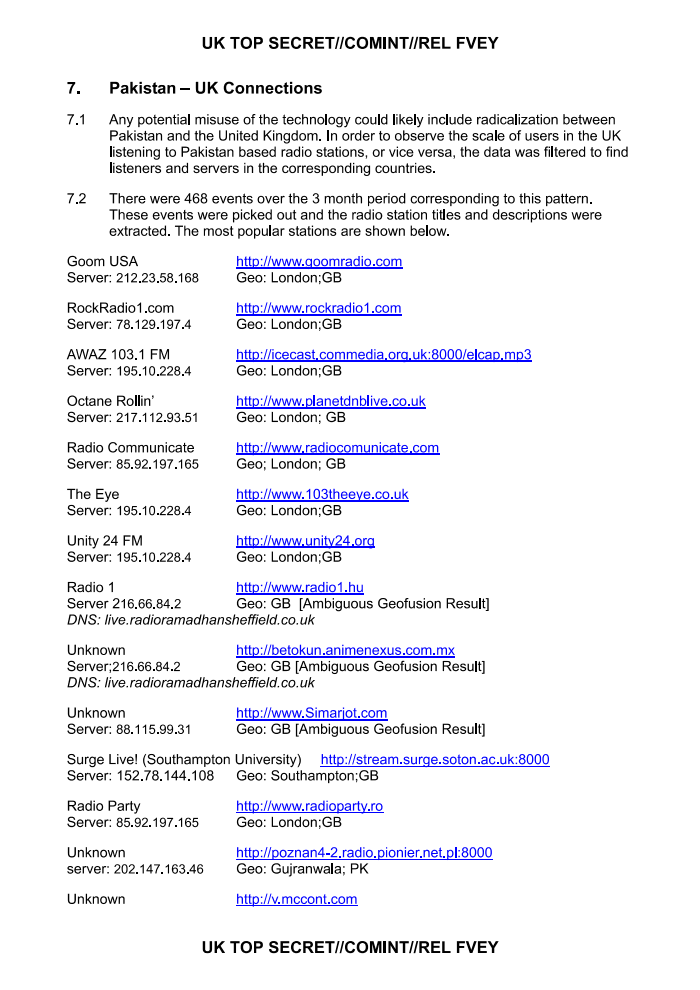 UK TOP SECRET//COMINT//REL FVEY
7. Pakistan – UK Connections
7.1 Any potential misuse of the technology could likely include radicalization between
Pakistan and the United Kingdom. In order to observe the scale of users in the UK
listening to Pakistan based radio stations, or vice versa, the data was filtered to find
listeners and servers in the corresponding countries.
7.2 There were 468 events over the 3 month period corresponding to this pattern.
These events were picked out and the radio station titles and descriptions were
extracted. The most popular stations are shown below.
Goom USA http://www.goomradio.com
Server: 212.23.58.168 Geo: London;GB
RockRadio1.com http://www.rockradio1.com
Server: 78.129.197.4 Geo: London;GB
AWAZ 103.1 FM http://icecast.commedia.org.uk:8000/elcap.mp3
Server: 195.10.228.4 Geo: London;GB
Octane Rollin' http://www.planetdnblive.co.uk
Server: 217.112.93.51 Geo: London; GB
Radio Communicate http://www.radiocomunicate.com
Server: 85.92.197.165 Geo; London; GB
The Eye http://www.103theeye.co.uk
Server: 195.10.228.4 Geo: London;GB
Unity 24 FM http://www.unity24.org
Server: 195.10.228.4 Geo: London;GB
Radio 1 http://www.radio1.hu
Server 216.66.84.2 Geo: GB [Ambiguous Geofusion Result]
DNS: live.radioramadhansheffield.co.uk
Unknown http://betokun.animenexus.com.mx
Server;216.66.84.2 Geo: GB [Ambiguous Geofusion Result]
DNS: live.radioramadhansheffield.co.uk
Unknown http://www.Simarjot.com
Server: 88.115.99.31 Geo: GB [Ambiguous Geofusion Result]
Surge Live! (Southampton University) http://stream.surge.soton.ac.uk:8000
Server: 152.78.144.108 Geo: Southampton;GB
Radio Party http://www.radioparty.ro
Server: 85.92.197.165 Geo: London;GB
Unknown http://poznan4-2.radio.pionier.net.pl:8000
server: 202.147.163.46 Geo: Gujranwala; PK
Unknown http://v.mccont.com
UK TOP SECRET//COMINT//REL FVEY